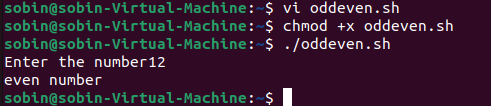 sobin@sobin-Virtual-Machine:~$ vi oddeven.sh
sobin@sobin-Virtual-Machine:~$ chmod +x oddeven.sh
sobin@sobin-Virtual-Machine:~$ ./oddeven.sh
Enter the number12
even number
sobin@sobin-Virtual-Machine:~$